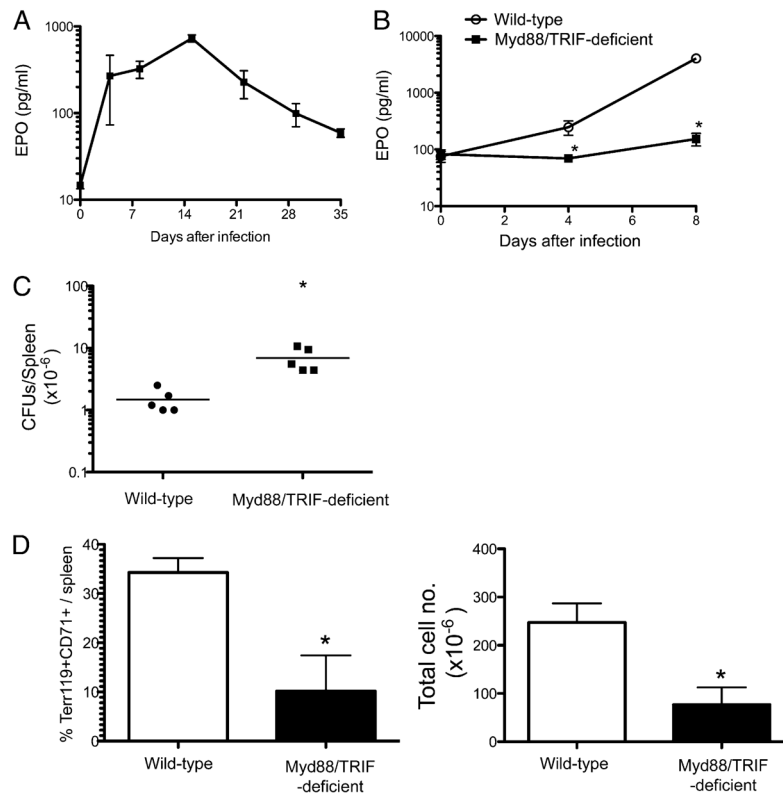 A
EPO (pg/ml)
1000
100
10
0 7 14 21 28 35
Days after infection
B
Wild-type
Myd88/TRIF-deficient
EPO (pg/ml)
10000
1000
100
10
*
*
0 2 4 6 8
Days after infection
C
CFUs/Spleen
(x10-6)
100
10
1
0.1
*
Wild-type
Myd88/TRIF-deficient
D
% Terr119+CD71+ / spleen
40
30
20
10
0
*
Wild-type
Myd88/TRIF
-deficient
Total cell no.
(x10-6)
400
300
200
100
0
*
Wild-type
Myd88/TRIF
-deficient